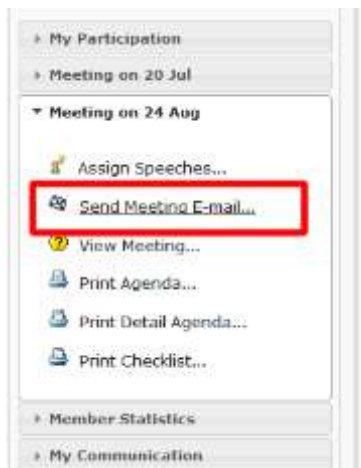 My Participation
Meeting on 20 Jul
Meeting on 24 Aug
Assign Speeches...
Send Meeting E-mail...
View Meeting...
Print Agenda...
Print Detail Agenda...
Print Checklist...
Member Statistics
My Communication